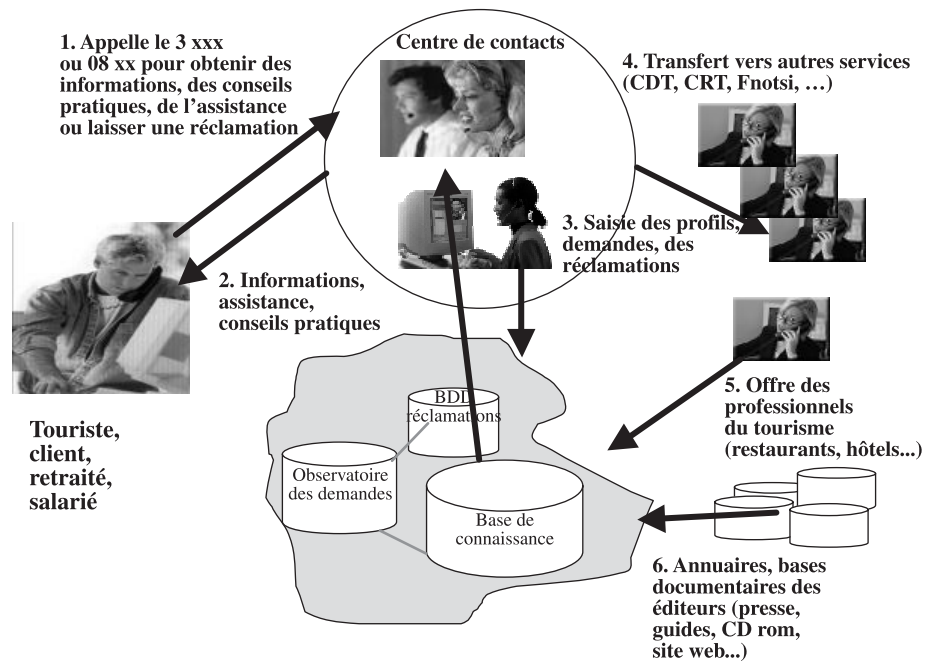 1. Appelle le 3 xxx
ou 08 xx pour obtenir des
informations, des conseils
pratiques, de l'assistance
ou laisser une réclamation
Centre de contacts
4. Transfert vers autres services
(CDT, CRT, Fnotsi, …)
3. Saisie des profils,
demandes, des
réclamations
2. Informations,
assistance,
conseils pratiques
Touriste,
client,
retraité,
salarié
BDD
réclamations
Observatoire
des demandes
Base de
connaissance
5. Offre des
professionnels
du tourisme
(restaurants, hôtels...)
6. Annuaires, bases
documentaires des
éditeurs (presse,
guides, CD rom,
site web...)